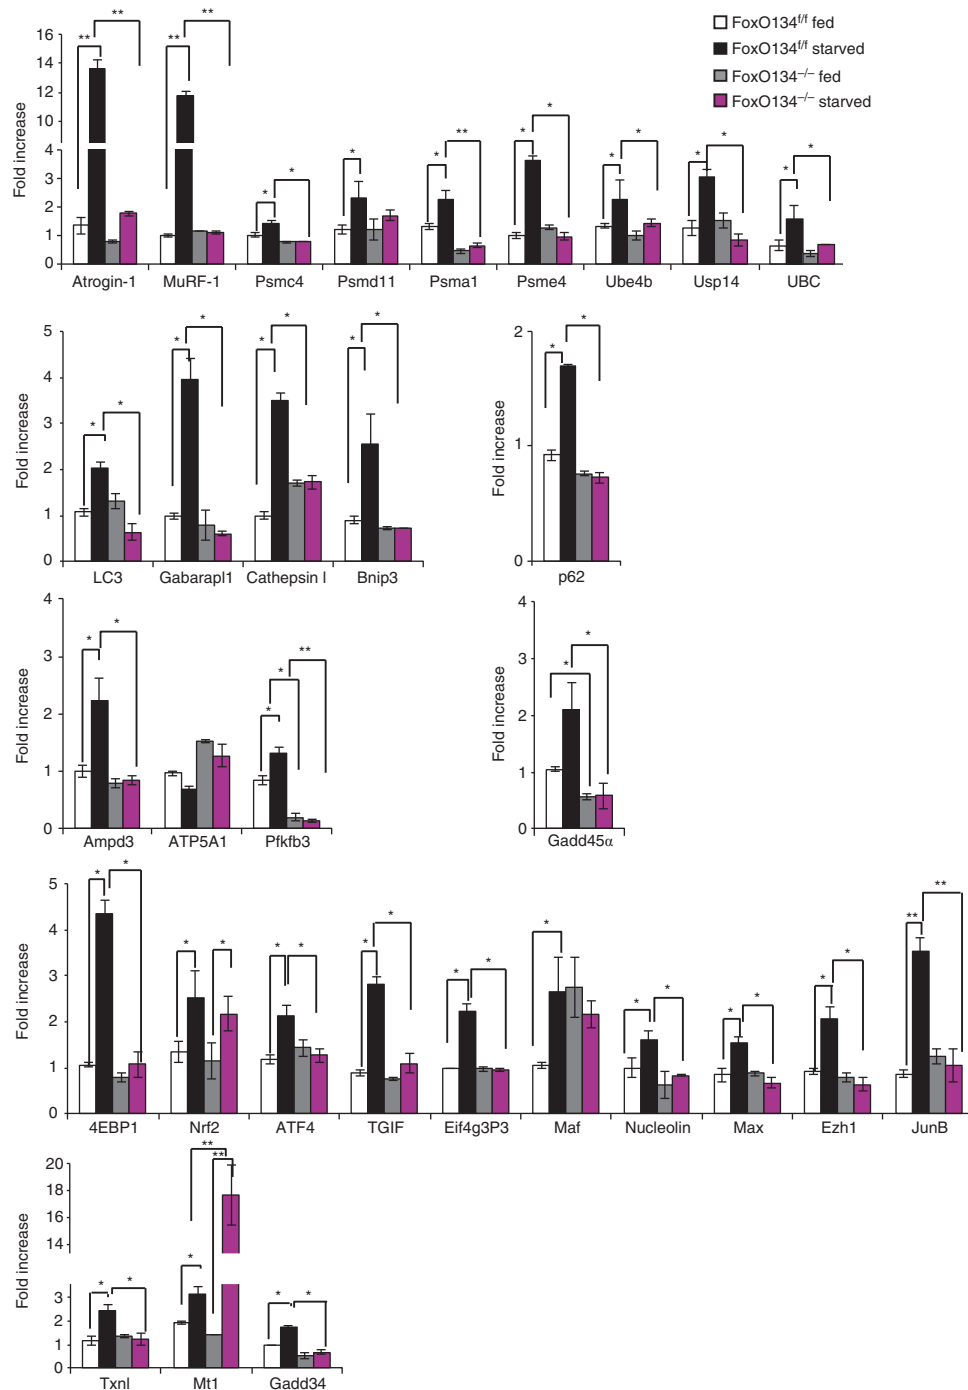 FoxO134f/f fed
FoxO134f/f starved
FoxO134–/– fed
FoxO134–/– starved
** ** ** **
16
14
12
10
4
3
2
1
0
Fold increase
* * * * ** * * * * * * * *
Atrogin-1 MuRF-1 Psmc4 Psmd11 Psma1 Psme4 Ube4b Usp14 UBC
5
4
3
2
1
0
Fold increase
* * * * * * * *
LC3 Gabarapl1 Cathepsin l Bnip3
2
1
0
Fold increase
* *
p62
4
3
2
1
0
Fold increase
* * * * **
Ampd3 ATP5A1 Pfkfb3
4
3
2
1
0
Fold increase
* *
Gadd45α
5
4
3
2
1
0
Fold increase
* * * * * * * * * * * * * * * * * ** **
4EBP1 Nrf2 ATF4 TGIF Eif4g3P3 Maf Nucleolin Max Ezh1 JunB
20
18
16
14
3
2
1
0
Fold increase
* * * ** ** * *
Txnl Mt1 Gadd34